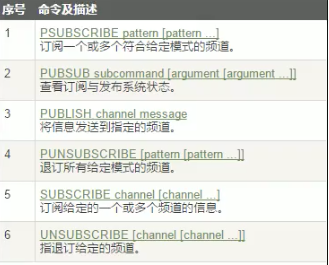 序号 命令及描述
1 PSUBSCRIBE pattern [pattern ...]
订阅一个或多个符合给定模式的频道。
2 PUBSUB subcommand [argument [argument ...]]
查看订阅与发布系统状态。
3 PUBLISH channel message
将信息发送到指定的频道。
4 PUNSUBSCRIBE [pattern [pattern ...]]
退订所有给定模式的频道。
5 SUBSCRIBE channel [channel ...]
订阅给定的一个或多个频道的信息。
6 UNSUBSCRIBE [channel [channel ...]]
指退订给定的频道。